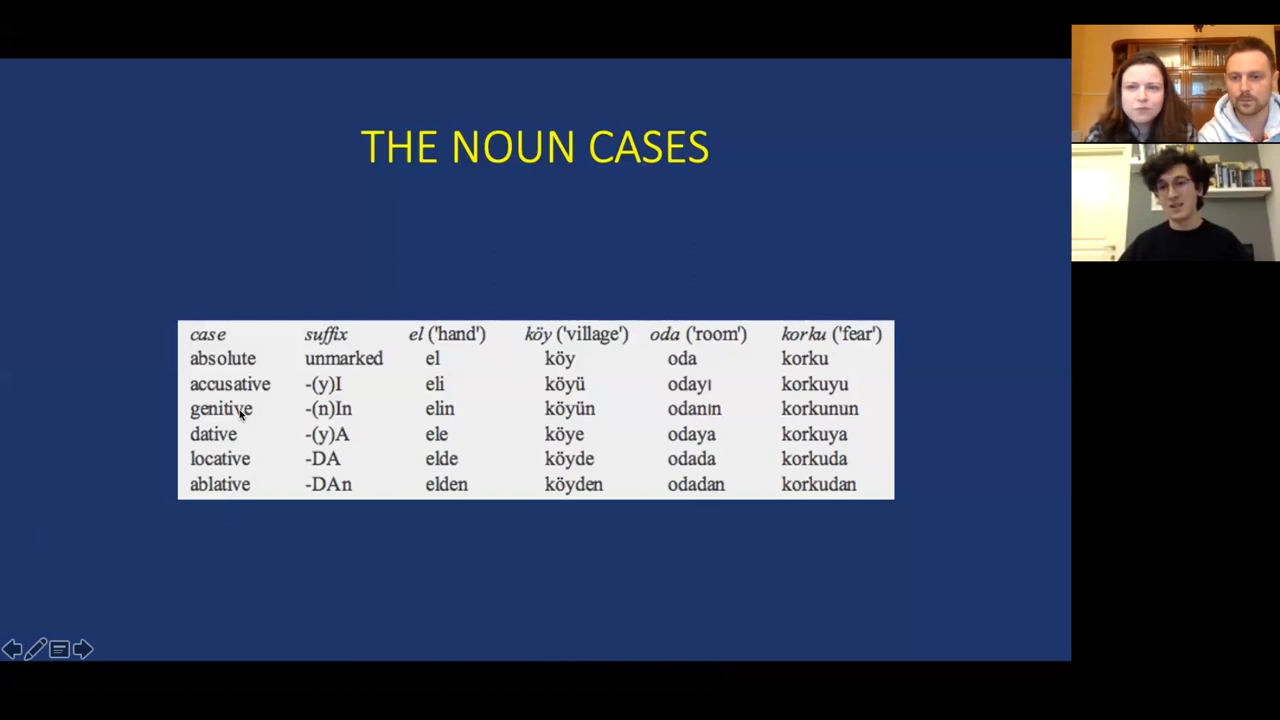 THE NOUN CASES
case suffix el ('hand') köy ('village') oda ('room') korku ('fear')
absolute unmarked el köy oda korku
accusative -(y)I eli köyü odayı korkuyu
genitive -(n)In elin köyün odanın korkunun
dative -(y)A ele köye odaya korkuya
locative -DA elde köyde odada korkuda
ablative -DAn elden köyden odadan korkudan